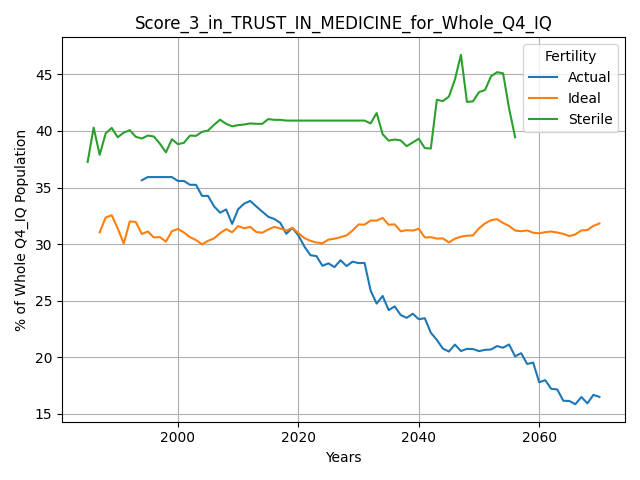 Score_3_in_TRUST_IN_MEDICINE_for_Whole_Q4_IQ
Fertility
Actual
Ideal
Sterile
% of Whole Q4_IQ Population
45
40
35
30
25
20
15
2000
2020
2040
2060
Years